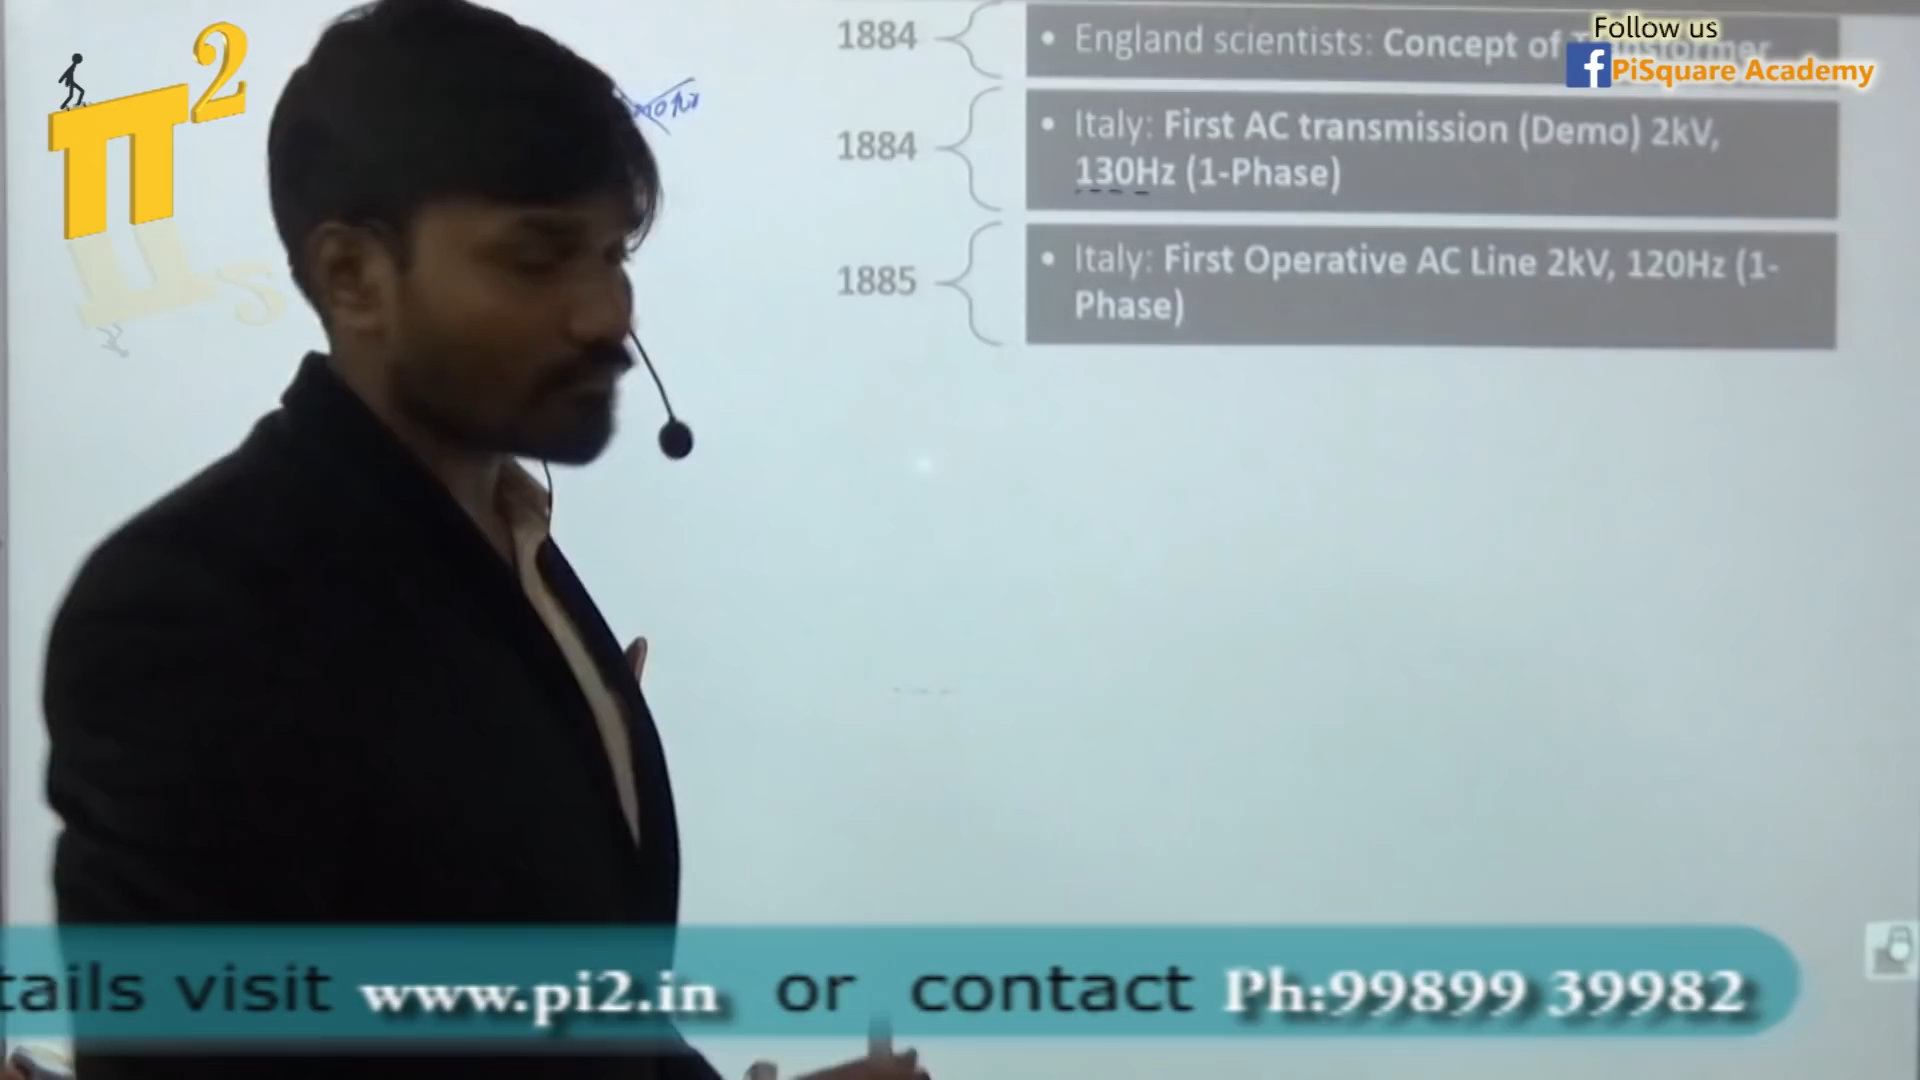 π2
1884
• England scientists: Concept of Transformer
Follow us
PiSquare Academy
1884
• Italy: First AC transmission (Demo) 2kV,
130Hz (1-Phase)
1885
• Italy: First Operative AC Line 2kV, 120Hz (1-
Phase)
tails visit www.pi2.in or contact Ph:99899 39982